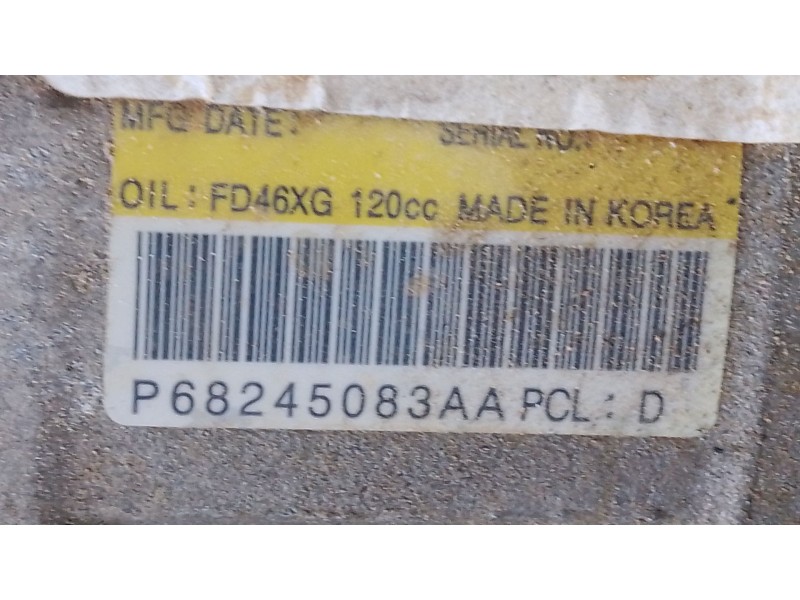 MFG DATE:
SERIAL NO.:
OIL: FD46XG 120cc MADE IN KOREA
P68245083AA PCL: D